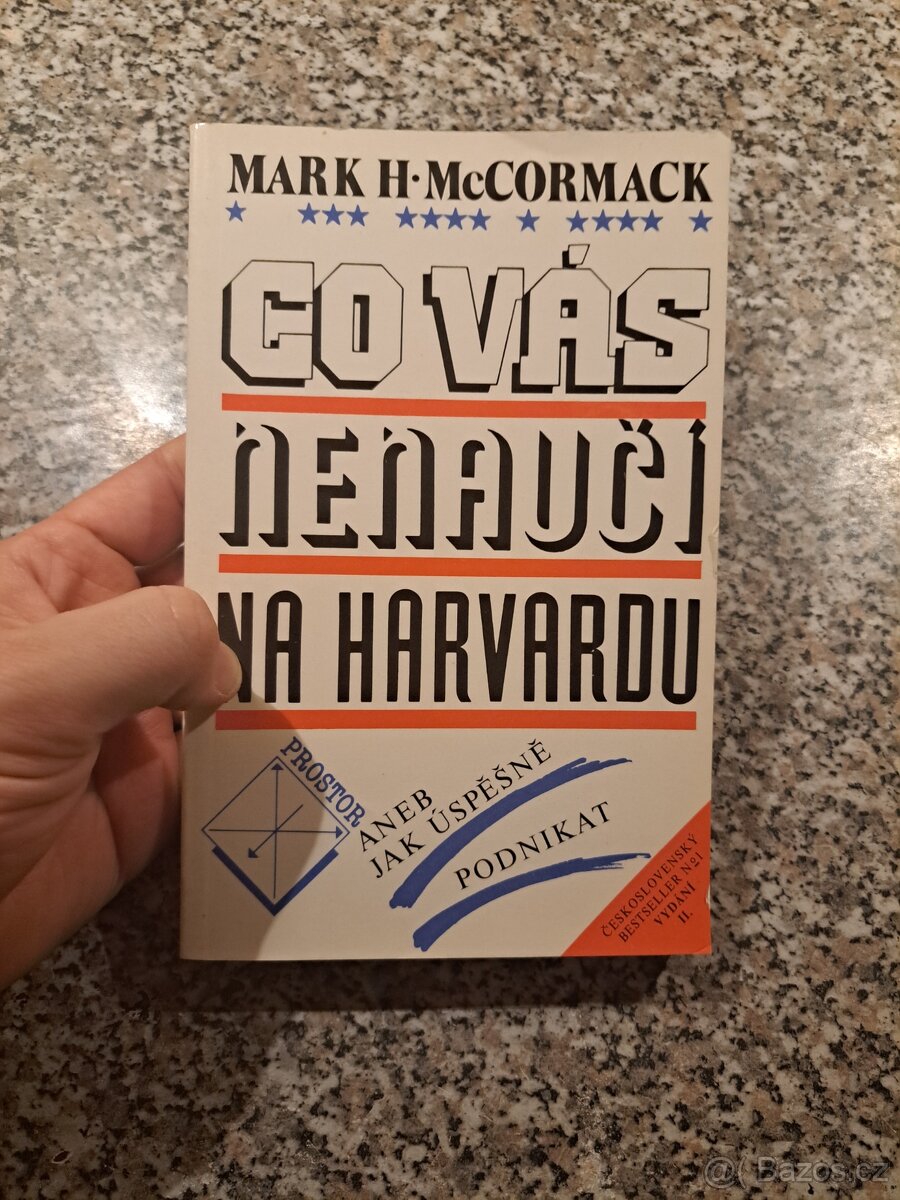 MARK H. McCORMACK
CO VÁS
NENAUČÍ
NA HARVARDU
PROSTOR
ANEB
JAK ÚSPĚŠNĚ
PODNIKAT
ČESKOSLOVENSKÝ
BESTSELLER No1
VYDÁNÍ
II.
@ Bazos.cz